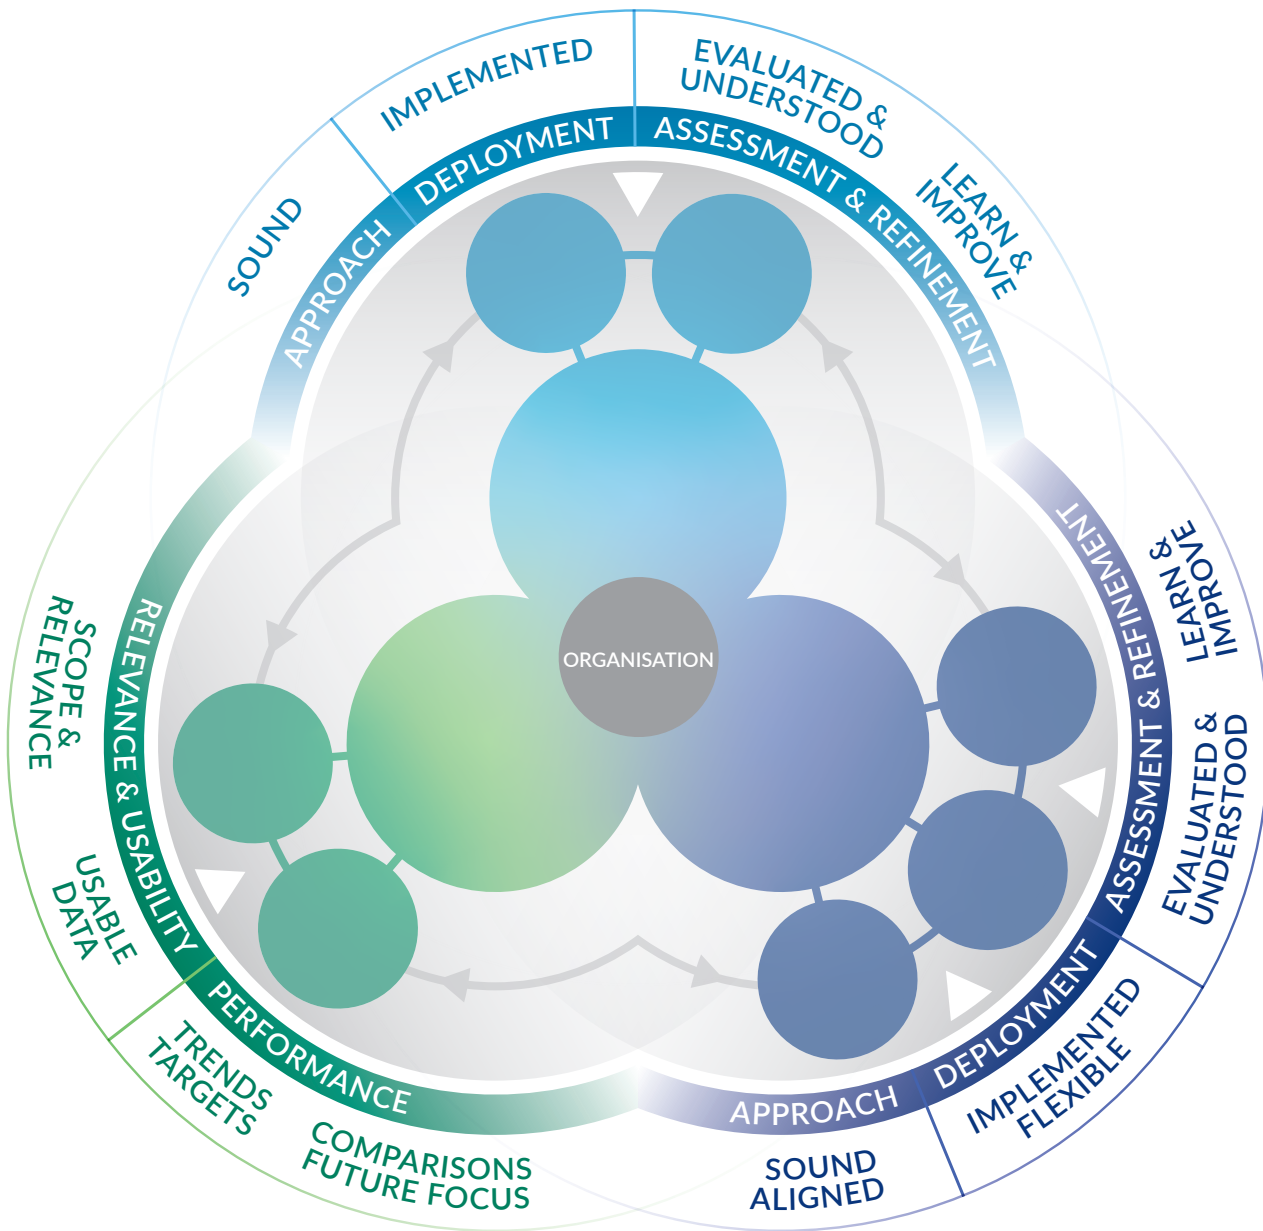 SOUND
IMPLEMENTED
EVALUATED &
UNDERSTOOD
LEARN &
IMPROVE
APPROACH
DEPLOYMENT
ASSESSMENT & REFINEMENT
ORGANISATION
LEARN &
IMPROVE
EVALUATED &
UNDERSTOOD
ASSESSMENT & REFINEMENT
DEPLOYMENT
IMPLEMENTED
FLEXIBLE
APPROACH
SOUND
ALIGNED
SCOPE &
RELEVANCE
USABLE
DATA
RELEVANCE & USABILITY
PERFORMANCE
TRENDS
TARGETS
COMPARISONS
FUTURE FOCUS